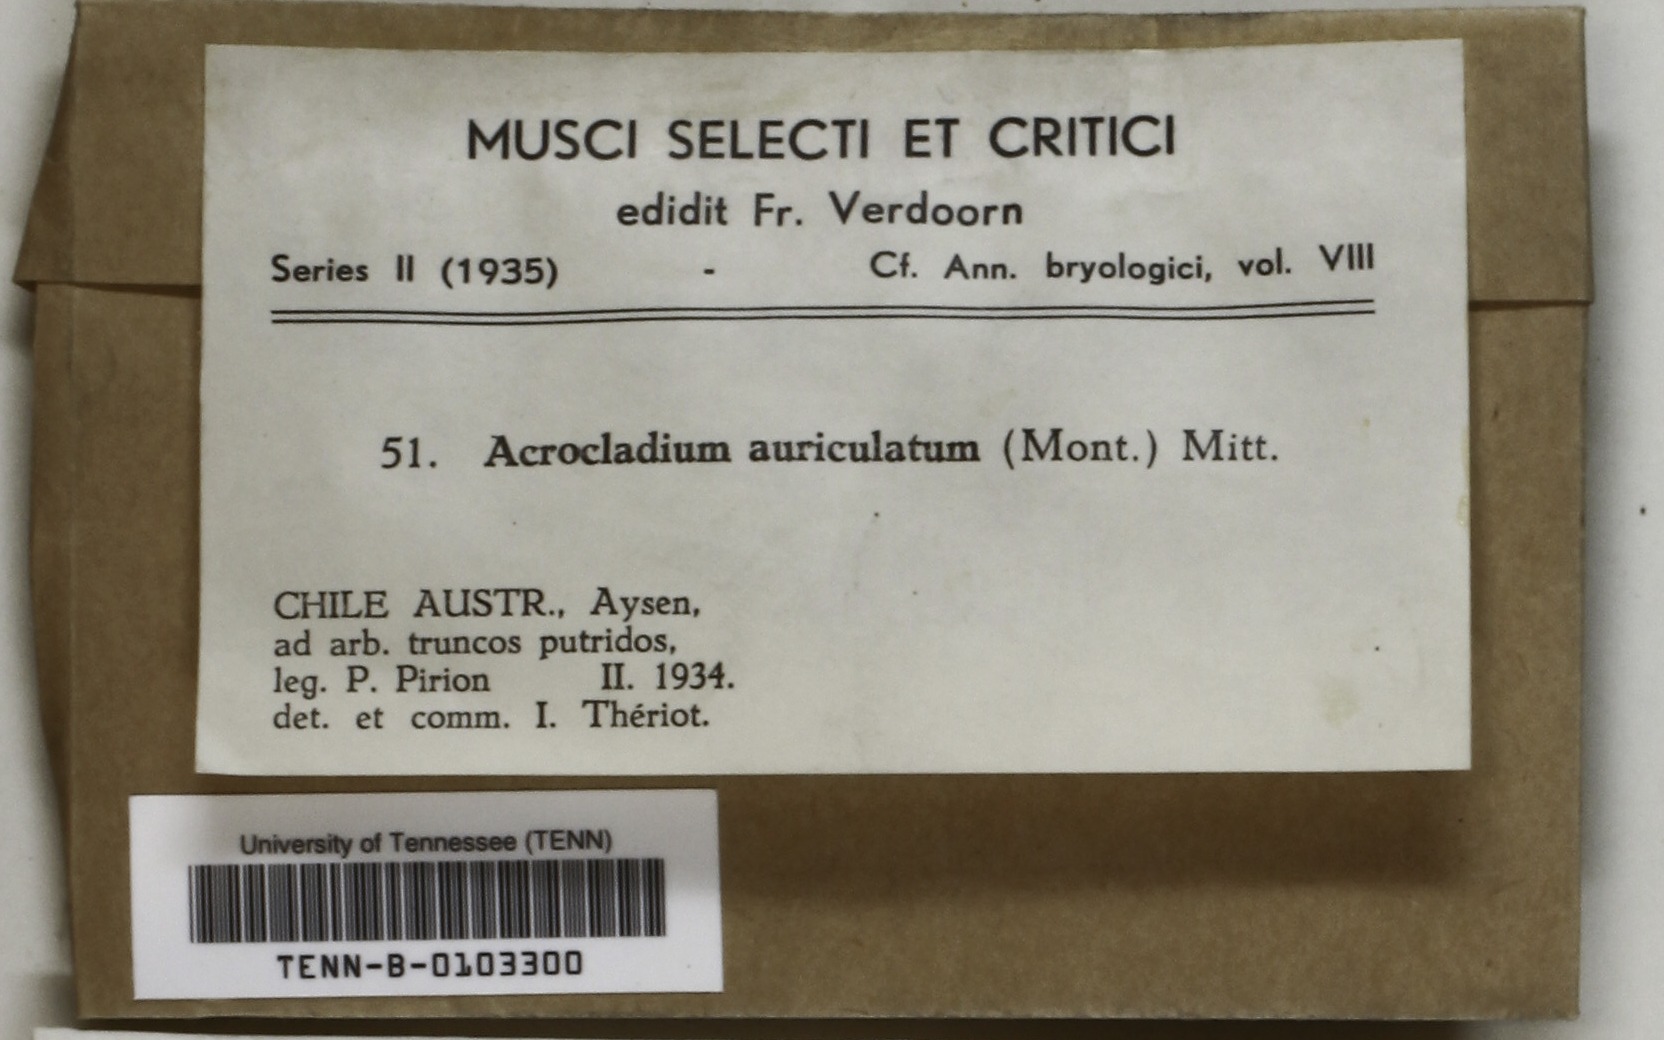 MUSCI SELECTI ET CRITICI
edidit Fr. Verdoorn
Series II (1935) - Cf. Ann. bryologici, vol. VIII
51. Acrocladium auriculatum (Mont.) Mitt.
CHILE AUSTR., Aysen,
ad arb. truncos putridos,
leg. P. Pirion II. 1934.
det. et comm. I. Thériot.
University of Tennessee (TENN)
TENN-B-0103300